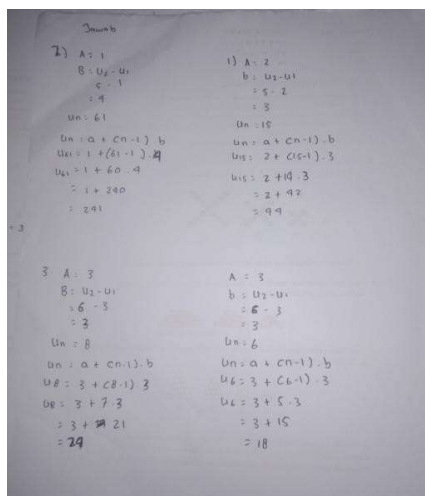 Jawab
2) A = 1
B = U2 - U1
5 - 1
= 4
Un = 61
Un = a + (n-1) b
U61 = 1 + (61-1) . 4
U61 = 1 + 60 . 4
= 1 + 240
= 241
= 3
1) A = 2
b = U2 - U1
= 5 - 2
= 3
Un = 15
Un = a + (n-1) . b
U15 = 2 + (15-1) . 3
U15 = 2 + 14 . 3
= 2 + 42
= 44
3 A = 3
B = U2 - U1
= 6 - 3
= 3
Un = 8
Un = a + (n-1) . b
U8 = 3 + (8-1) . 3
U8 = 3 + 7 . 3
= 3 + 21
= 24
A = 3
b = U2 - U1
= 6 - 3
= 3
Un = 6
Un = a + (n-1) . b
U6 = 3 + (6-1) . 3
U6 = 3 + 5 . 3
= 3 + 15
= 18